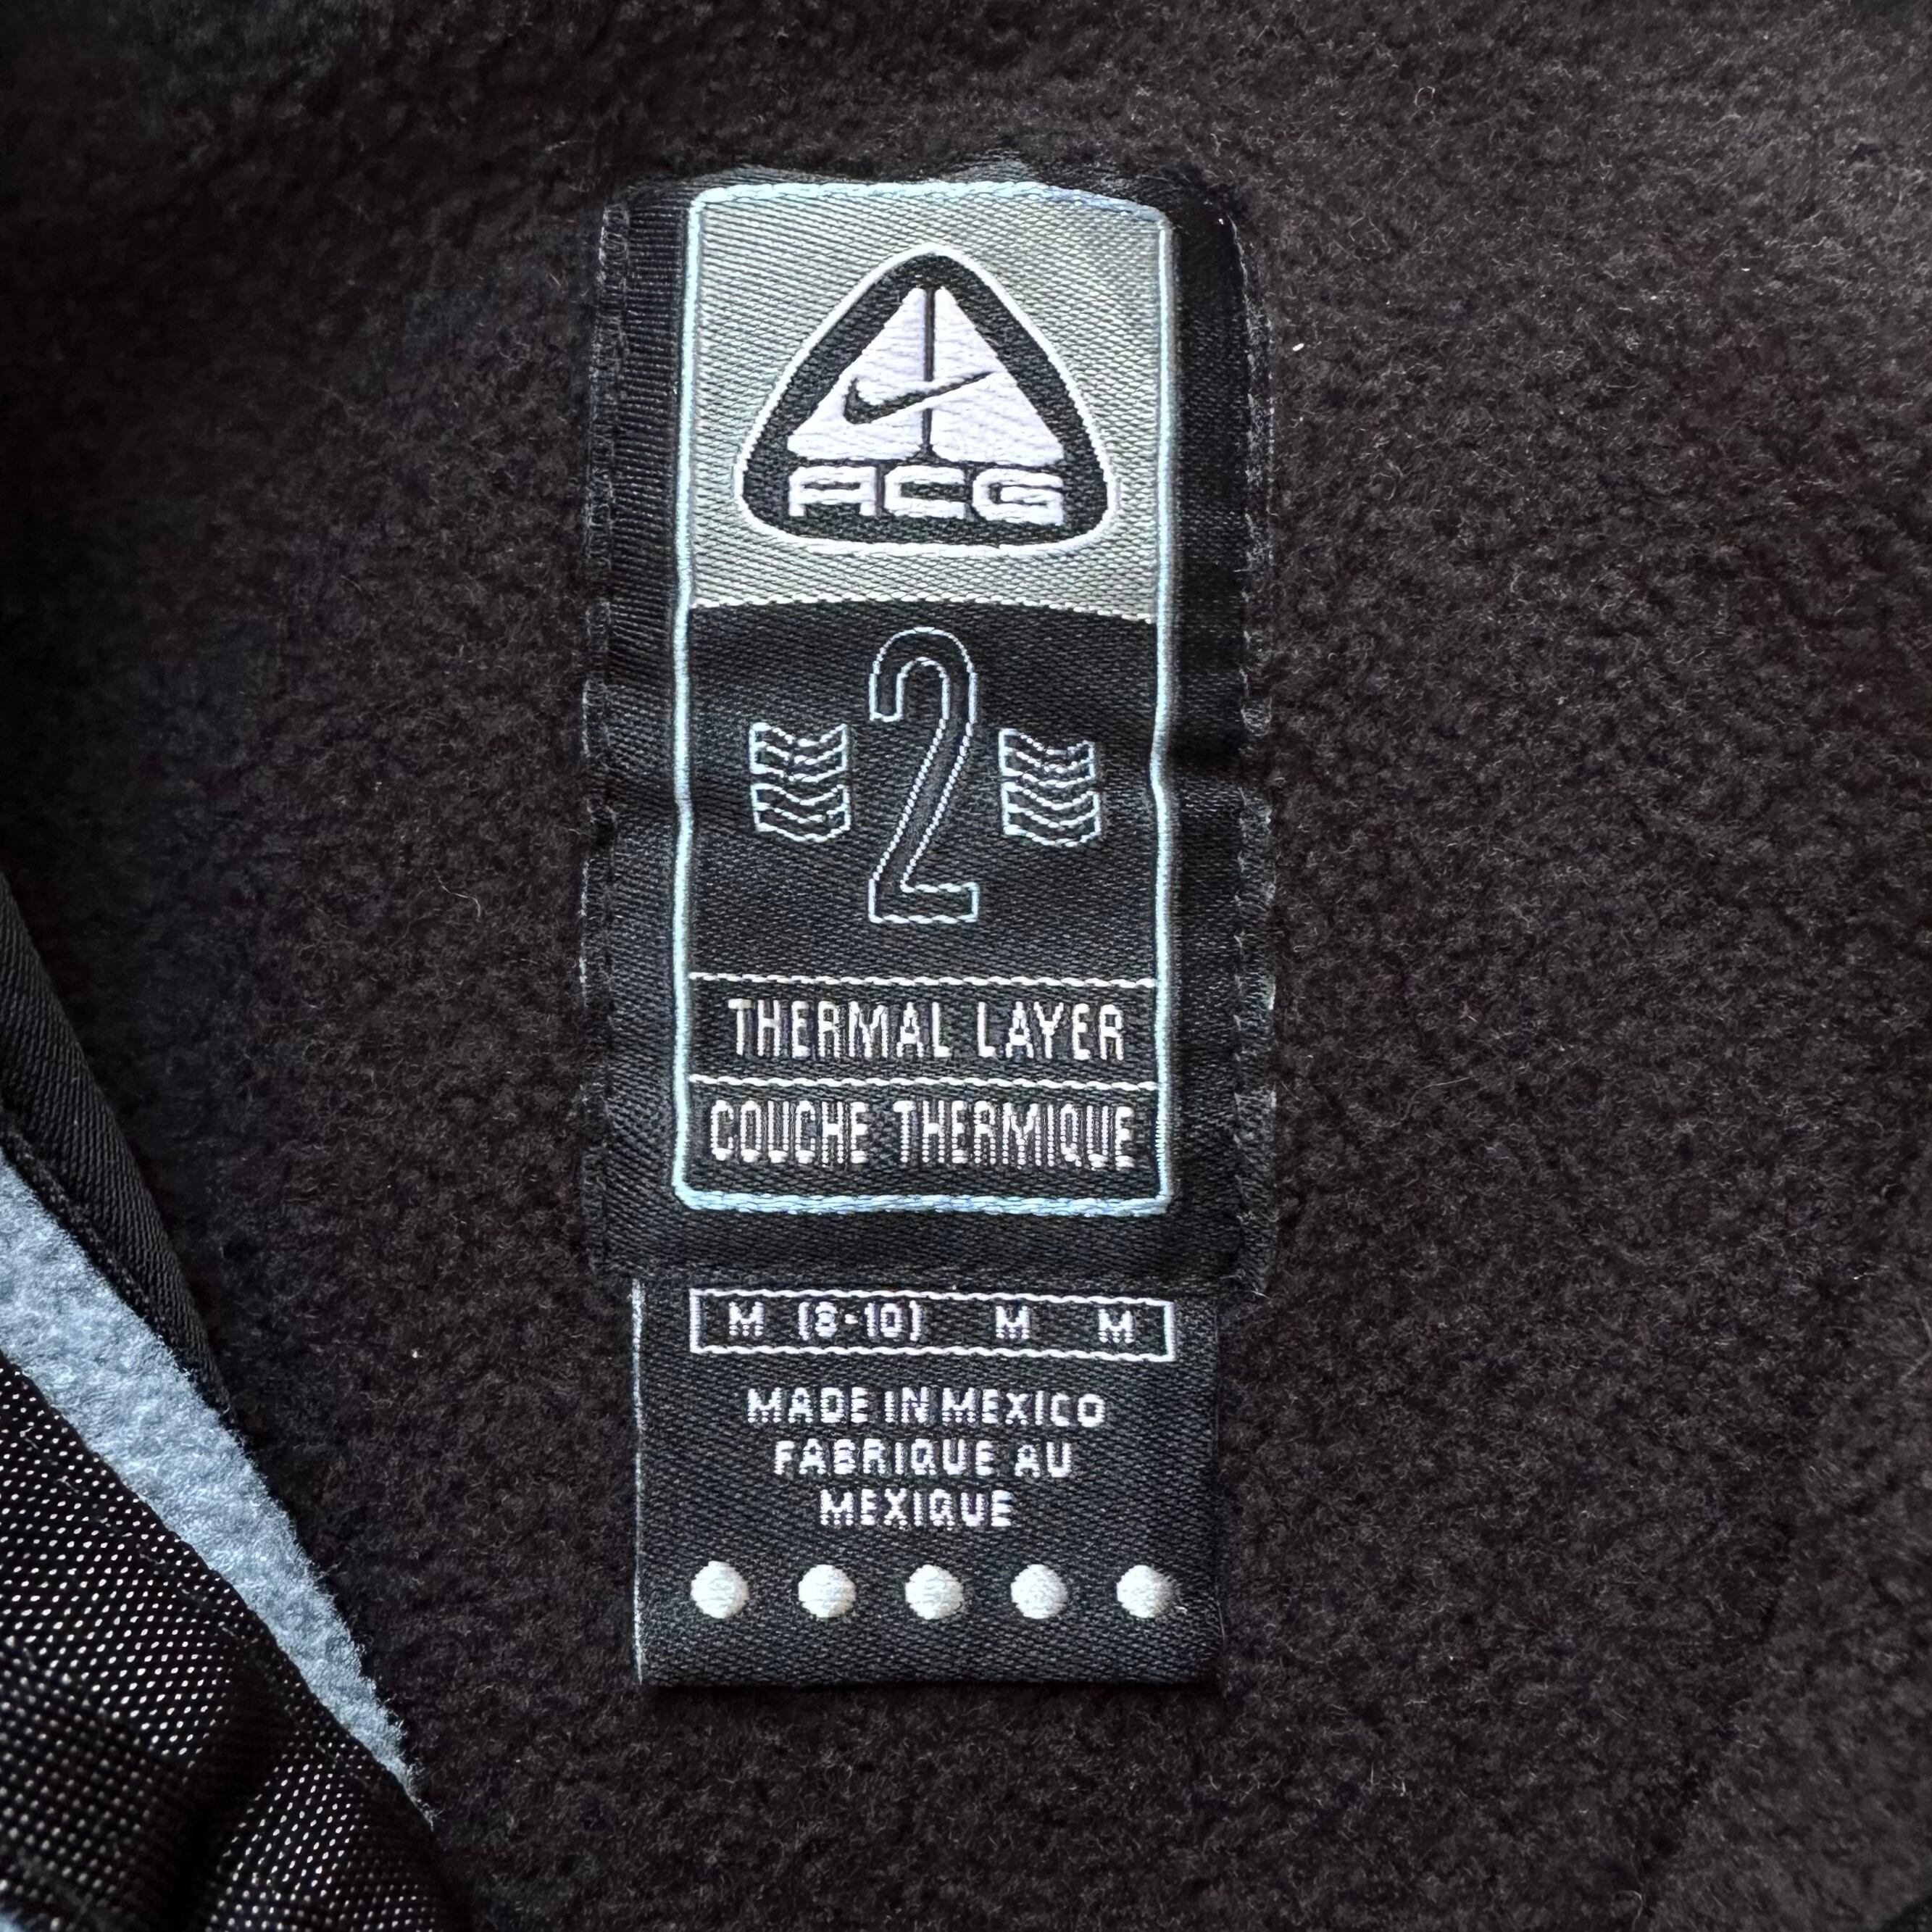 ACG
2
THERMAL LAYER
COUCHE THERMIQUE
M (8-10) M M
MADE IN MEXICO
FABRIQUE AU
MEXIQUE